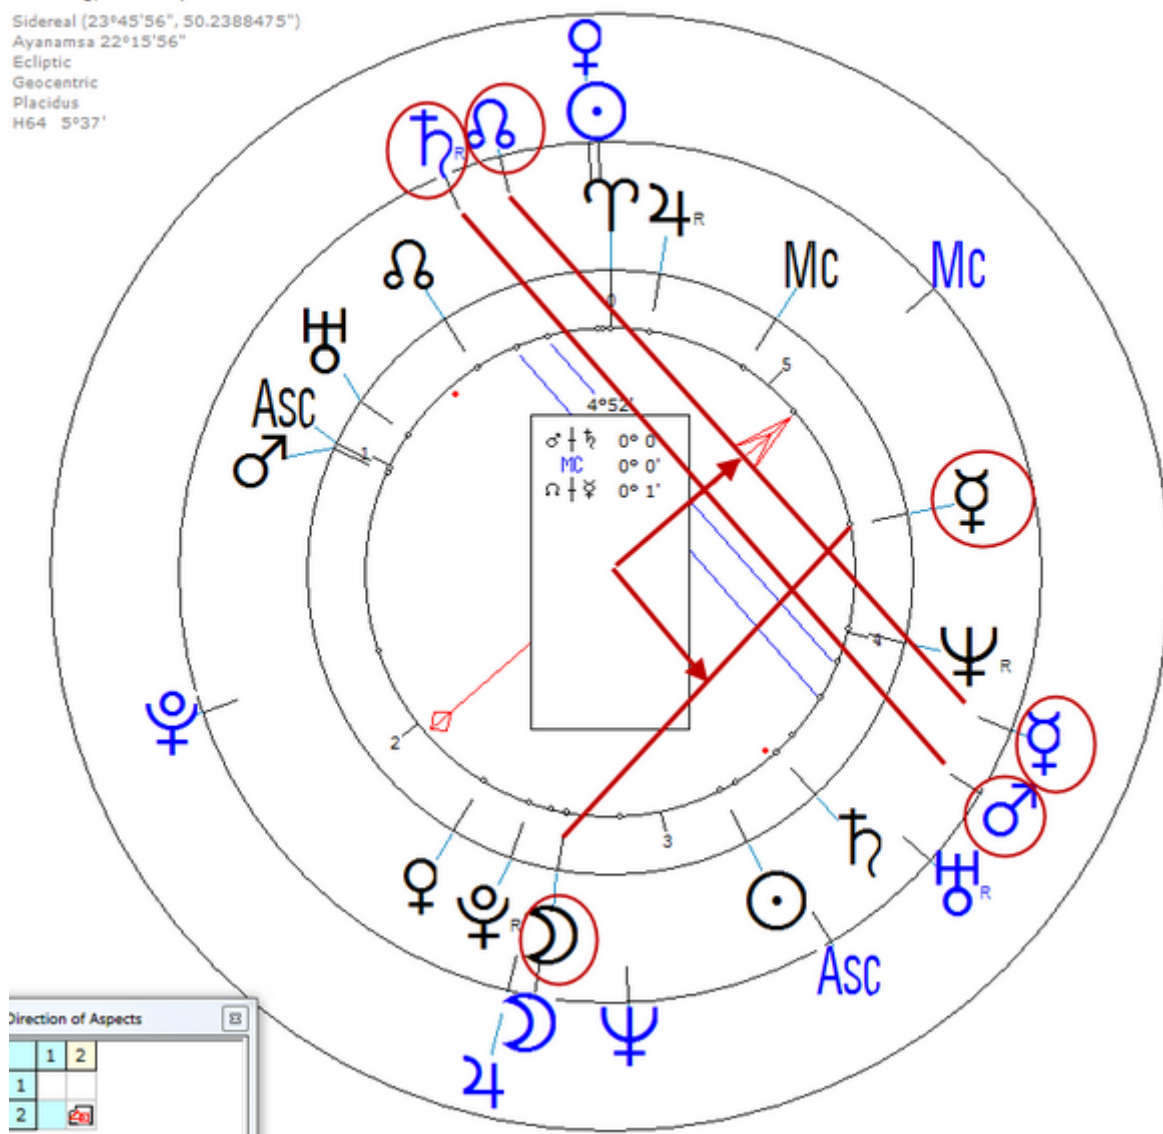 Sidereal (23°45'56", 50.2388475")
Ayanamsa 22°15'56"
Ecliptic
Geocentric
Placidus
H64 5°37'
♀
♄R ☊ ☉
♈ ♃R
☊ Mc Mc
♅ 0
Asc 5
♂ 1
4°52'
♂ ♄ 0° 0'
MC 0° 0'
☊ ☿ 0° 1'
☿
4 ♆R
♇ ☿
2 ♂
3 ♄
♀ ♇R ☽ ☉ ♅R
Asc
☽ ♆
♃
Direction of Aspects
1 2
1
2